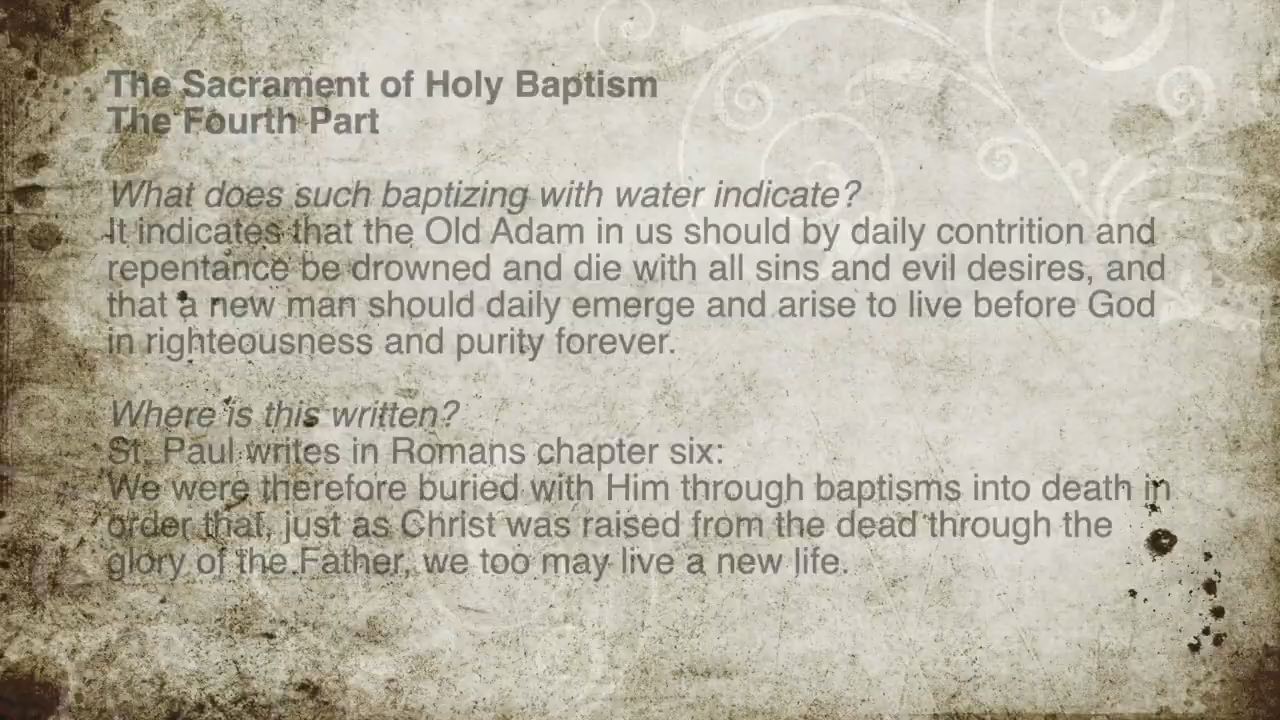 The Sacrament of Holy Baptism
The Fourth Part
What does such baptizing with water indicate?
It indicates that the Old Adam in us should by daily contrition and
repentance be drowned and die with all sins and evil desires, and
that a new man should daily emerge and arise to live before God
in righteousness and purity forever.
Where is this written?
St. Paul writes in Romans chapter six:
We were therefore buried with Him through baptisms into death in
order that, just as Christ was raised from the dead through the
glory of the Father, we too may live a new life.